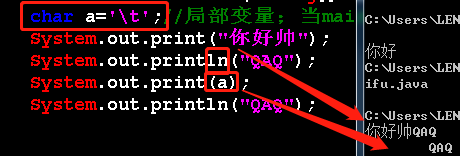 char a='\t';//局部变量；当mai
System.out.print("你好帅");
System.out.println("QAQ");
System.out.print(a);
System.out.println("QAQ");
C:\Users\LEN
你好
C:\Users\LEN
ifu.java
C:\Users\LEN
你好帅QAQ
QAQ